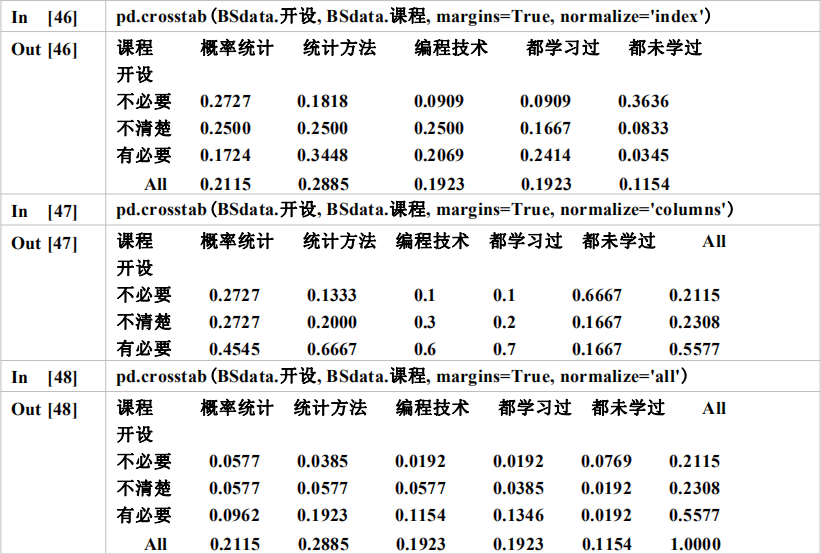 In [46] pd.crosstab(BSdata.开设, BSdata.课程, margins=True, normalize='index')
Out [46] 课程 概率统计 统计方法 编程技术 都学习过 都未学过
开设
不必要 0.2727 0.1818 0.0909 0.0909 0.3636
不清楚 0.2500 0.2500 0.2500 0.1667 0.0833
有必要 0.1724 0.3448 0.2069 0.2414 0.0345
All 0.2115 0.2885 0.1923 0.1923 0.1154
In [47] pd.crosstab(BSdata.开设, BSdata.课程, margins=True, normalize='columns')
Out [47] 课程 概率统计 统计方法 编程技术 都学习过 都未学过 All
开设
不必要 0.2727 0.1333 0.1 0.1 0.6667 0.2115
不清楚 0.2727 0.2000 0.3 0.2 0.1667 0.2308
有必要 0.4545 0.6667 0.6 0.7 0.1667 0.5577
In [48] pd.crosstab(BSdata.开设, BSdata.课程, margins=True, normalize='all')
Out [48] 课程 概率统计 统计方法 编程技术 都学习过 都未学过 All
开设
不必要 0.0577 0.0385 0.0192 0.0192 0.0769 0.2115
不清楚 0.0577 0.0577 0.0577 0.0385 0.0192 0.2308
有必要 0.0962 0.1923 0.1154 0.1346 0.0192 0.5577
All 0.2115 0.2885 0.1923 0.1923 0.1154 1.0000